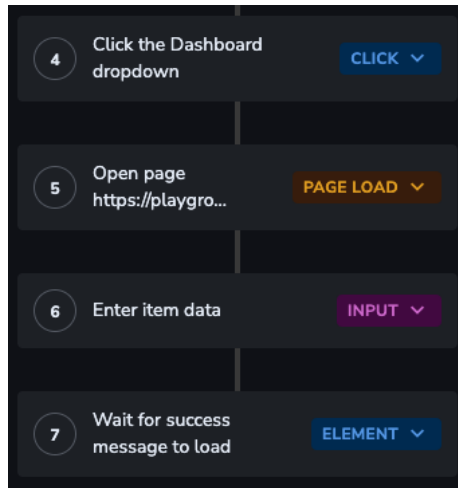 4
Click the Dashboard
dropdown
CLICK
5
Open page
https://playgro...
PAGE LOAD
6
Enter item data
INPUT
7
Wait for success
message to load
ELEMENT